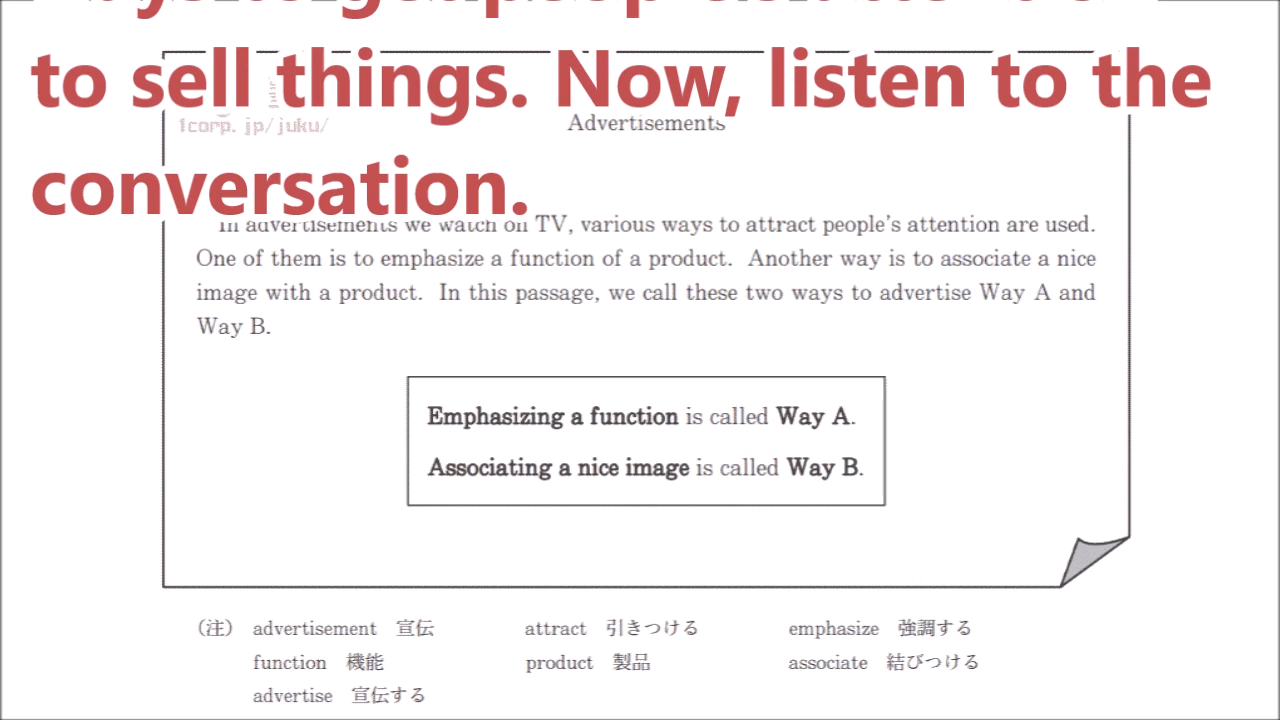 to sell things. Now, listen to the
1corp.jp/juku/
Advertisements
conversation.
In advertisements we watch on TV, various ways to attract people's attention are used.
One of them is to emphasize a function of a product. Another way is to associate a nice
image with a product. In this passage, we call these two ways to advertise Way A and
Way B.
Emphasizing a function is called Way A.
Associating a nice image is called Way B.
(注) advertisement 宣伝 attract 引きつける emphasize 強調する
function 機能 product 製品 associate 結びつける
advertise 宣伝する